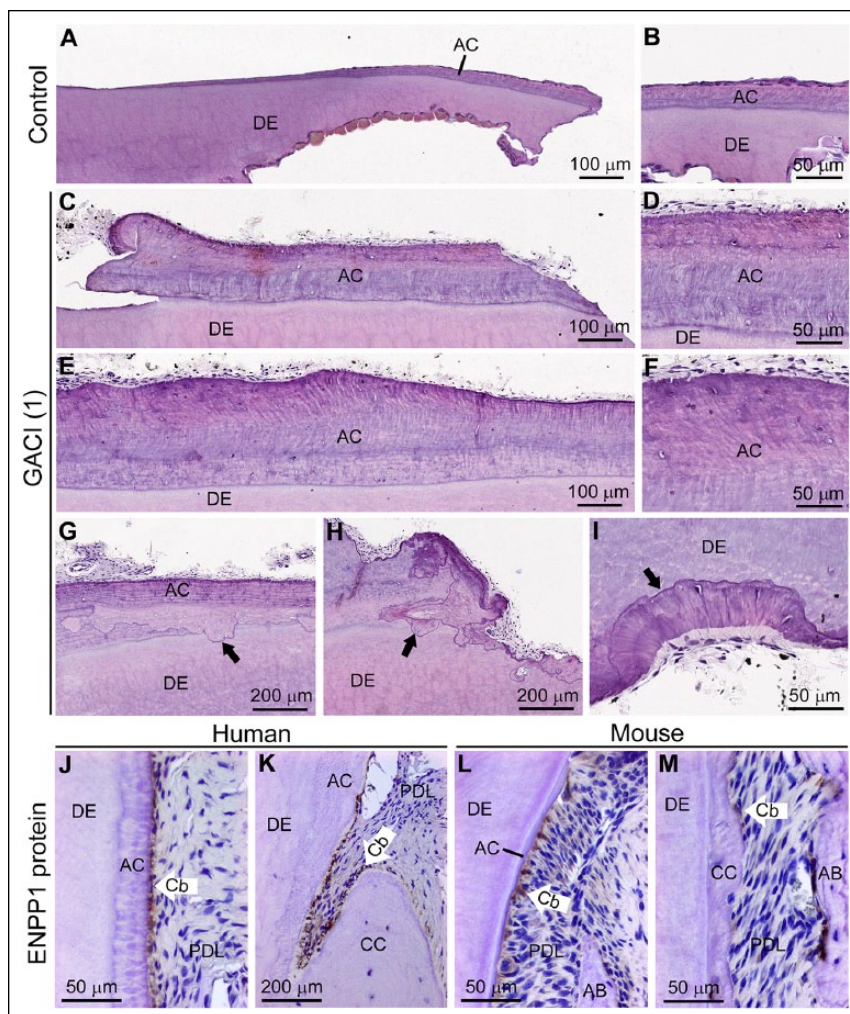 Control
A
AC
DE
100 µm
B
AC
DE
50 µm
GACI (1)
C
AC
DE
100 µm
D
AC
DE
50 µm
E
AC
DE
100 µm
F
AC
50 µm
G
AC
DE
200 µm
H
DE
200 µm
I
DE
50 µm
Human
Mouse
ENPP1 protein
J
DE
AC
Cb
PDL
50 µm
K
AC
PDL
DE
Cb
CC
200 µm
L
DE
AC
Cb
PDL
AB
50 µm
M
DE
Cb
CC
AB
PDL
50 µm